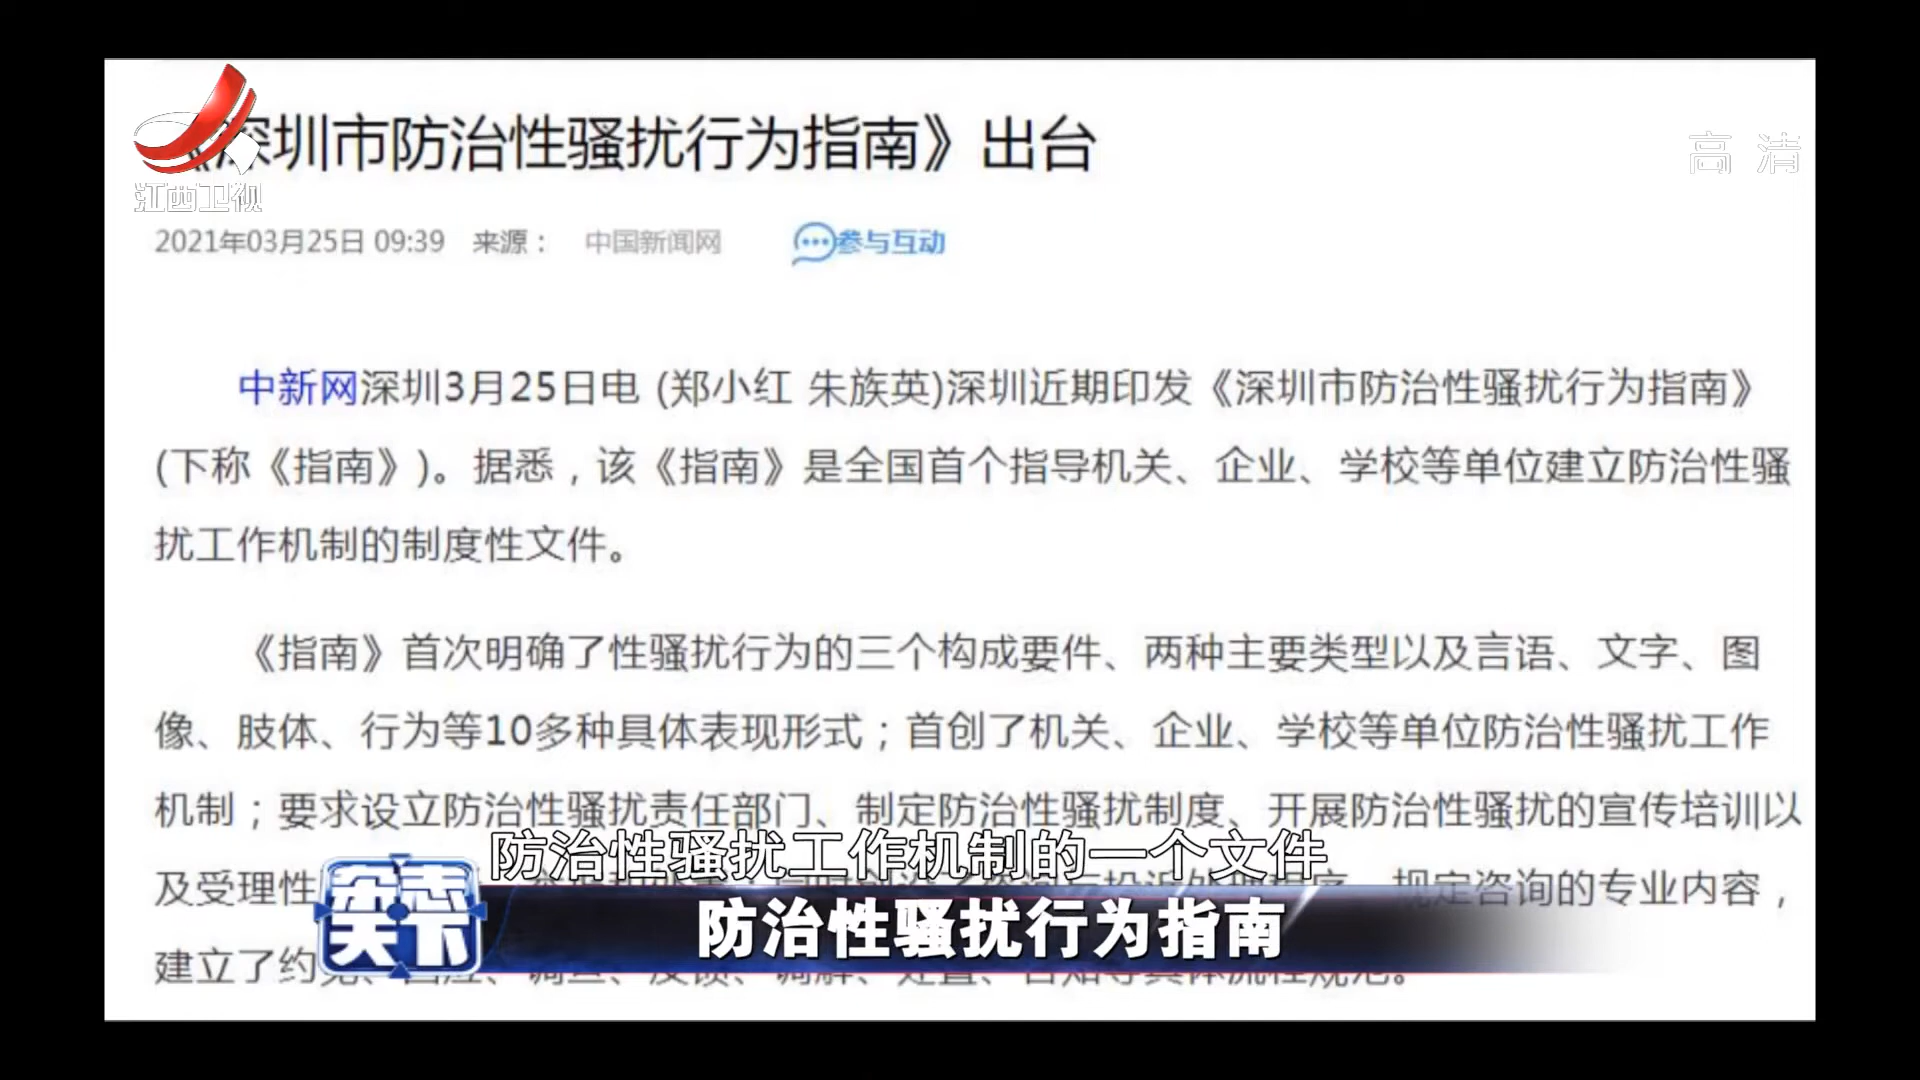 《深圳市防治性骚扰行为指南》出台
江西卫视
高清
2021年03月25日 09:39 来源： 中国新闻网 参与互动
中新网深圳3月25日电 (郑小红 朱族英)深圳近期印发《深圳市防治性骚扰行为指南》
(下称《指南》)。据悉，该《指南》是全国首个指导机关、企业、学校等单位建立防治性骚
扰工作机制的制度性文件。
《指南》首次明确了性骚扰行为的三个构成要件、两种主要类型以及言语、文字、图
像、肢体、行为等10多种具体表现形式；首创了机关、企业、学校等单位防治性骚扰工作
机制；要求设立防治性骚扰责任部门、制定防治性骚扰制度、开展防治性骚扰的宣传培训以
防治性骚扰工作机制的一个文件
及受理性 规定咨询的专业内容，
杂志天下
防治性骚扰行为指南
建立了约